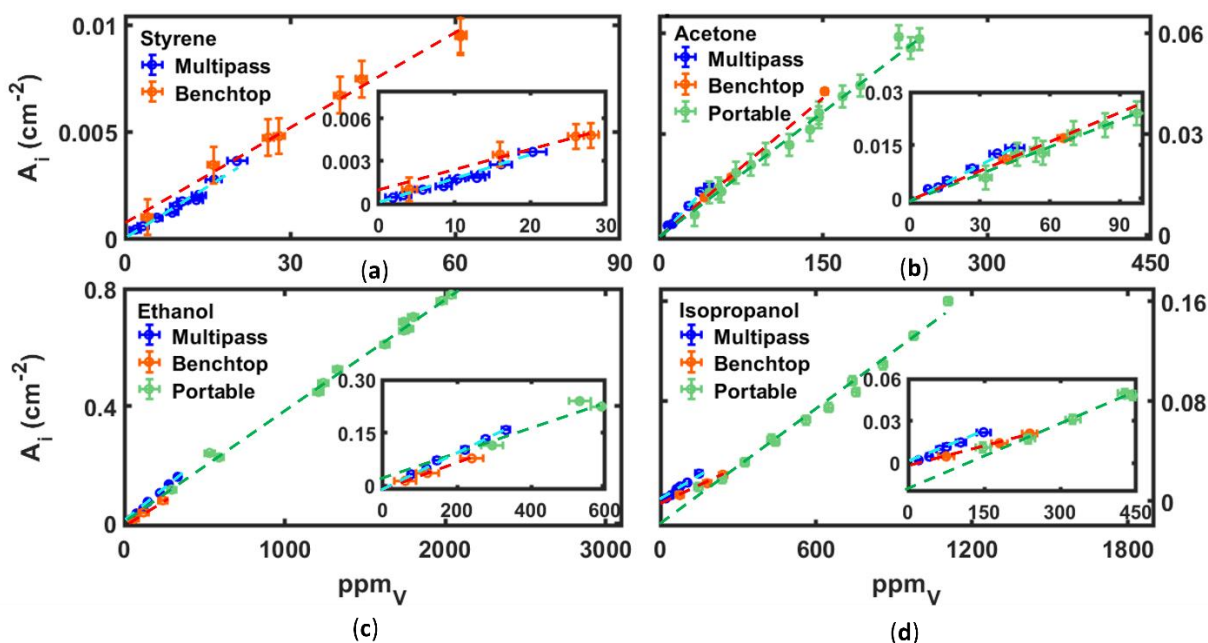 0.01
Styrene
Multipass
Benchtop
0.005
0
0.006
0.003
0
0 10 20 30
0 30 60 90
(a)
A_i (cm^-2)
Acetone
Multipass
Benchtop
Portable
0.03
0.015
0
0 30 60 90
0.06
0.03
0
0 150 300 450
(b)
0.8
Ethanol
Multipass
Benchtop
Portable
0.4
0
0.30
0.15
0
0 200 400 600
0 1000 2000 3000
A_i (cm^-2)
ppm_V
(c)
Isopropanol
Multipass
Benchtop
Portable
0.06
0.03
0
0 150 300 450
0.16
0.08
0
0 600 1200 1800
ppm_V
(d)